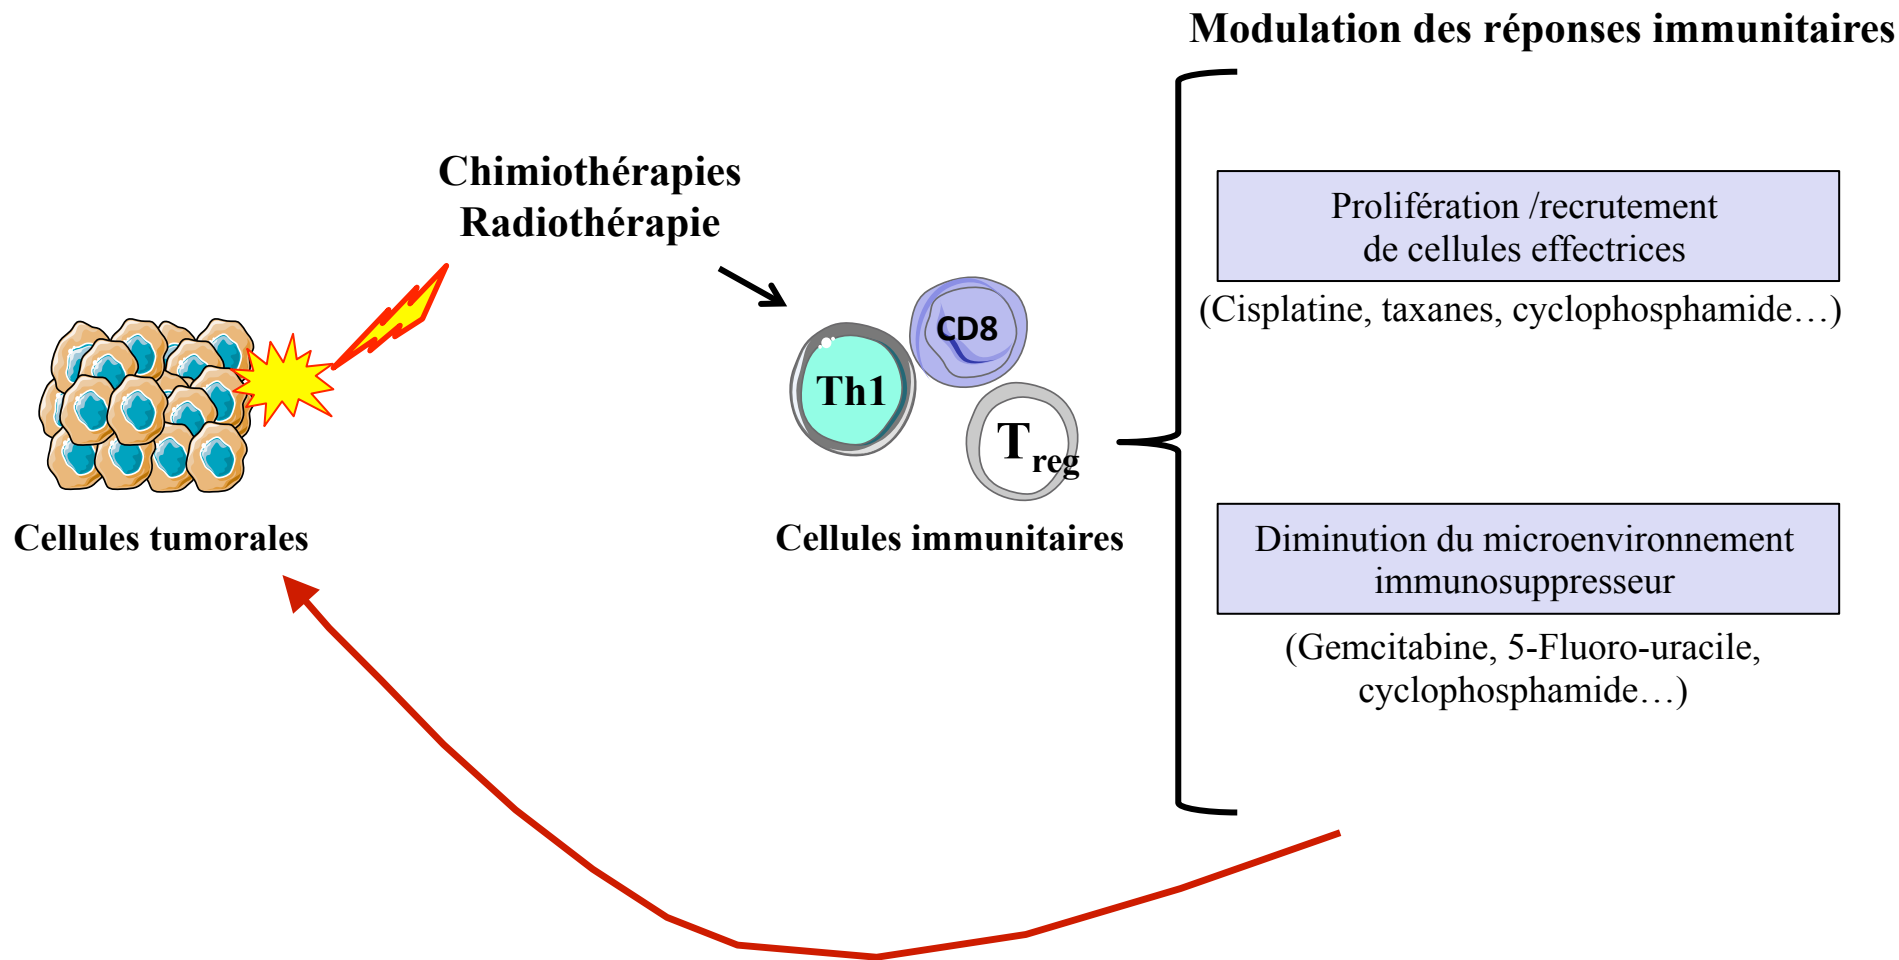 Modulation des réponses immunitaires
Chimiothérapies
Radiothérapie
Prolifération /recrutement
de cellules effectrices
(Cisplatine, taxanes, cyclophosphamide…)
CD8
Th1
Treg
Cellules tumorales
Cellules immunitaires
Diminution du microenvironnement
immunosuppresseur
(Gemcitabine, 5-Fluoro-uracile,
cyclophosphamide…)